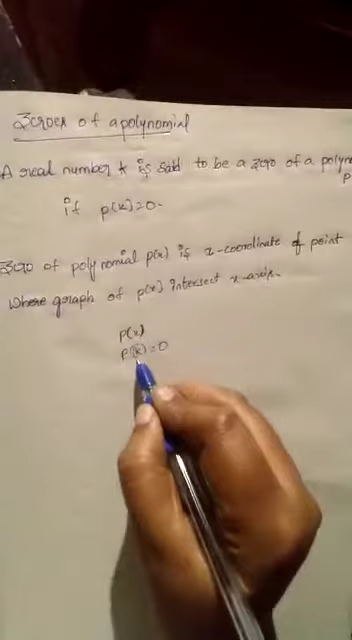 Zeroes of a polynomial
A real number k is said to be a zero of a polyn
p
if p(k)=0.
Zero of polynomial p(x) is x-coordinate of point
where graph of p(x) intersect x-axis.
p(x)
p(k)=0